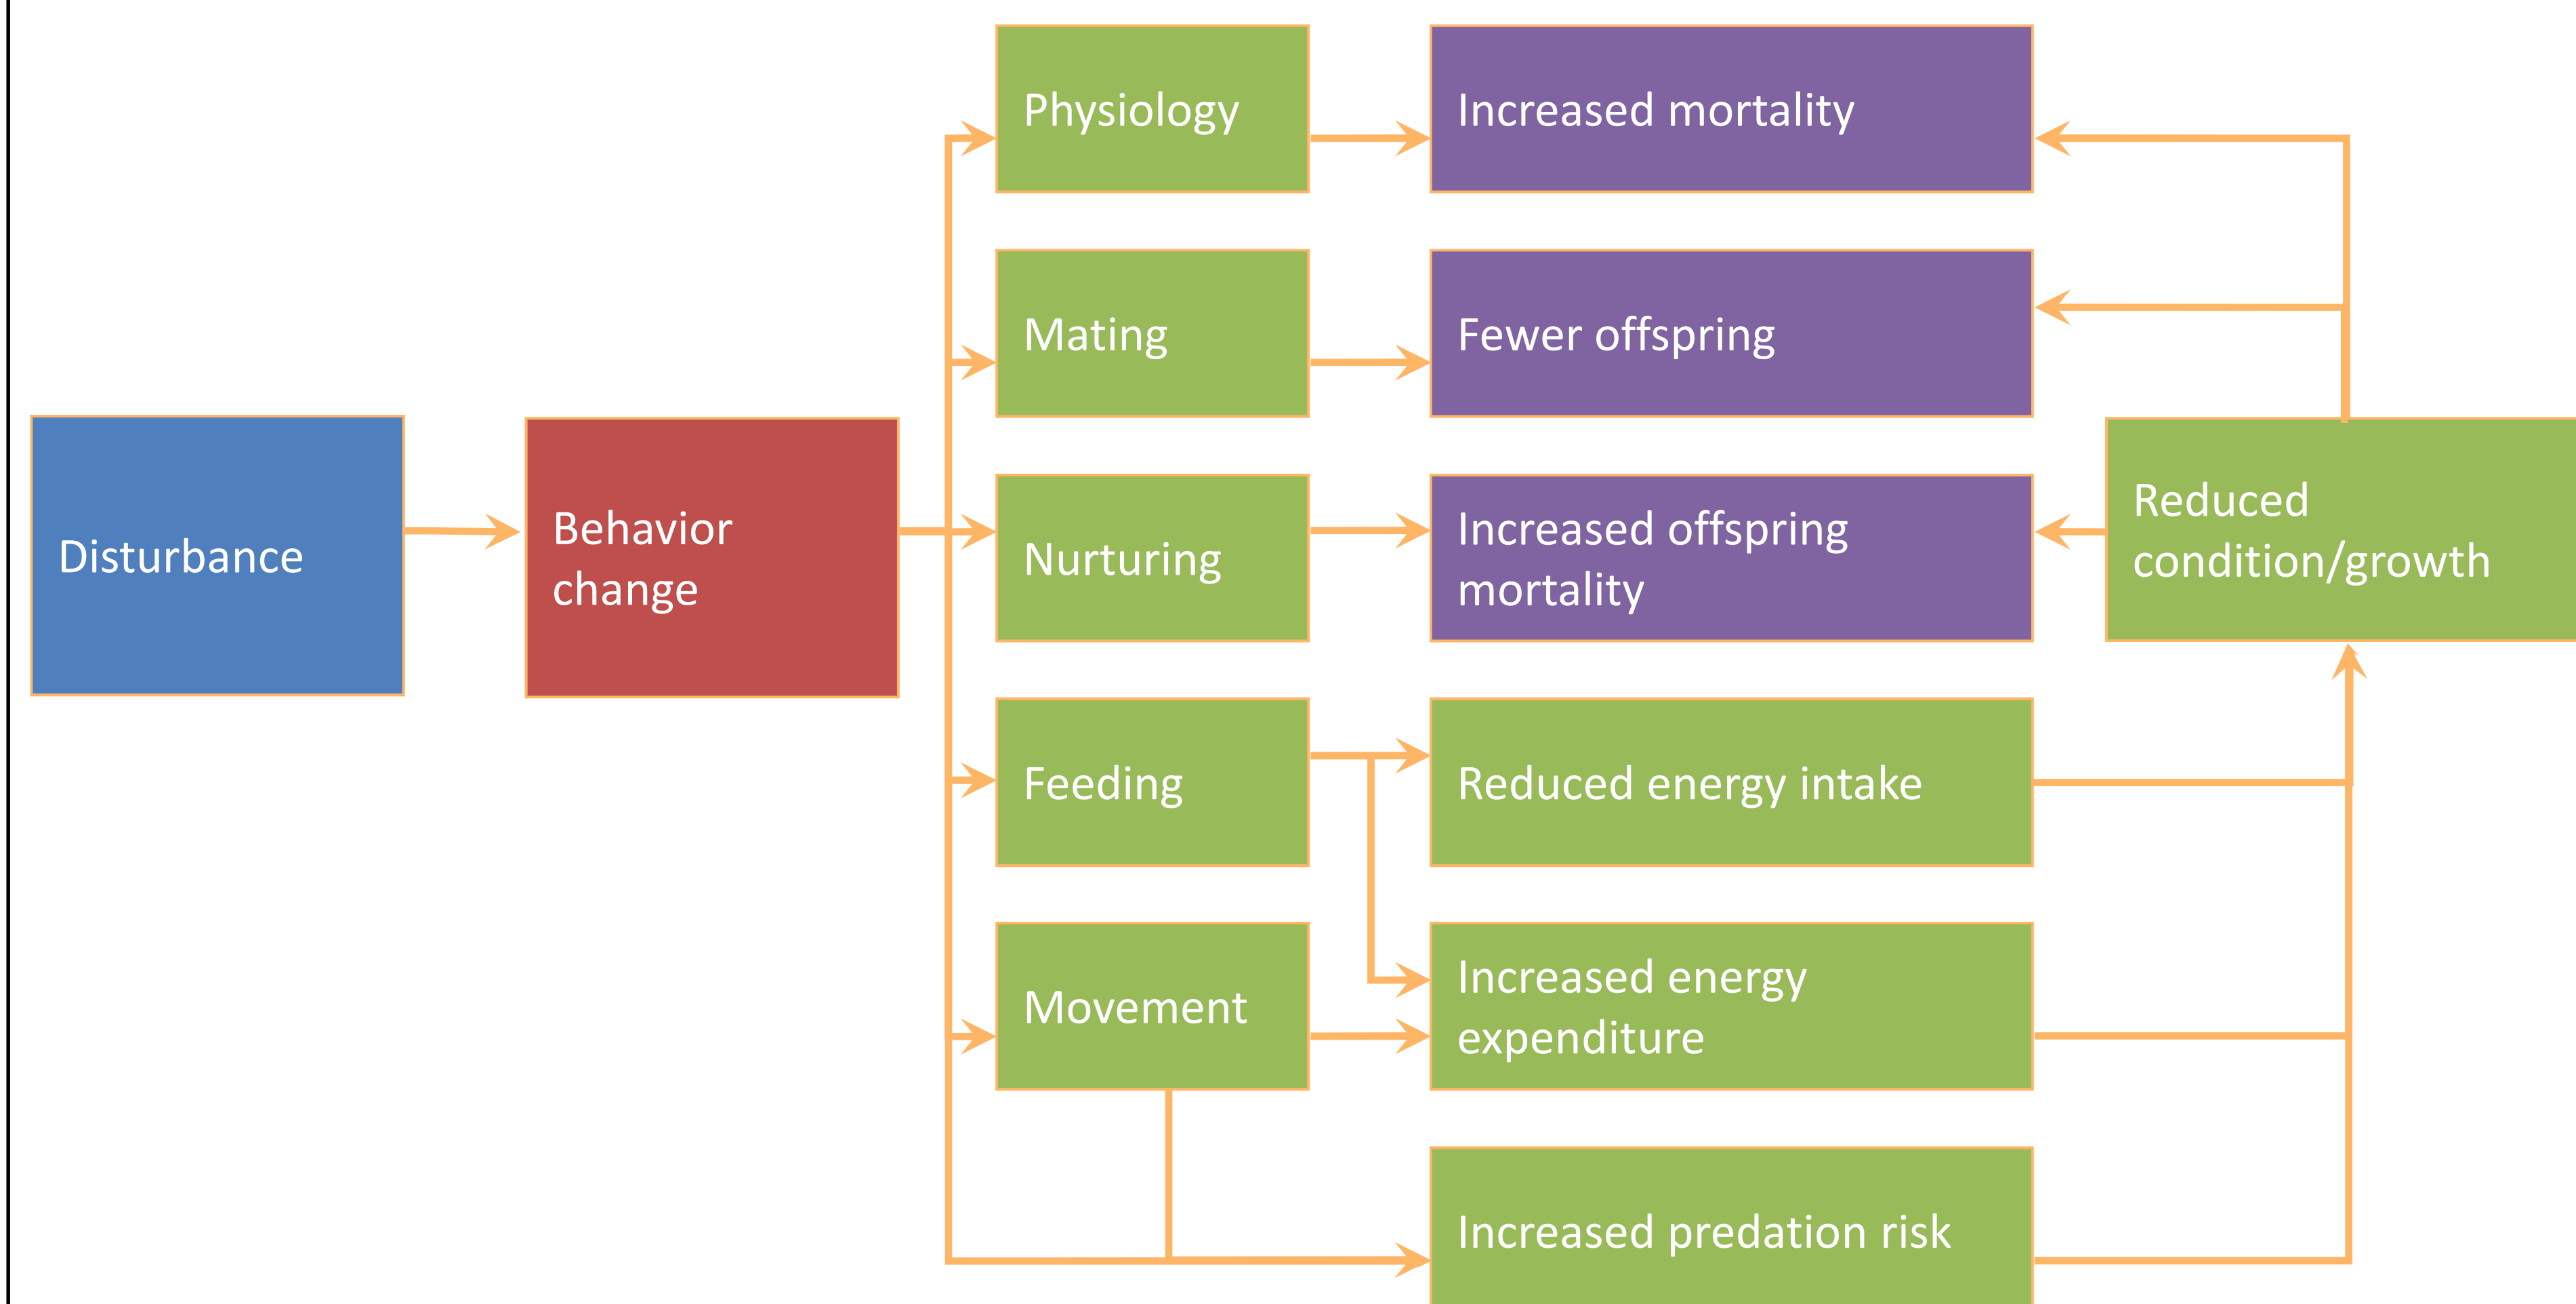 Physiology
Increased mortality
Mating
Fewer offspring
Disturbance
Behavior
change
Nurturing
Increased offspring
mortality
Reduced
condition/growth
Feeding
Reduced energy intake
Movement
Increased energy
expenditure
Increased predation risk